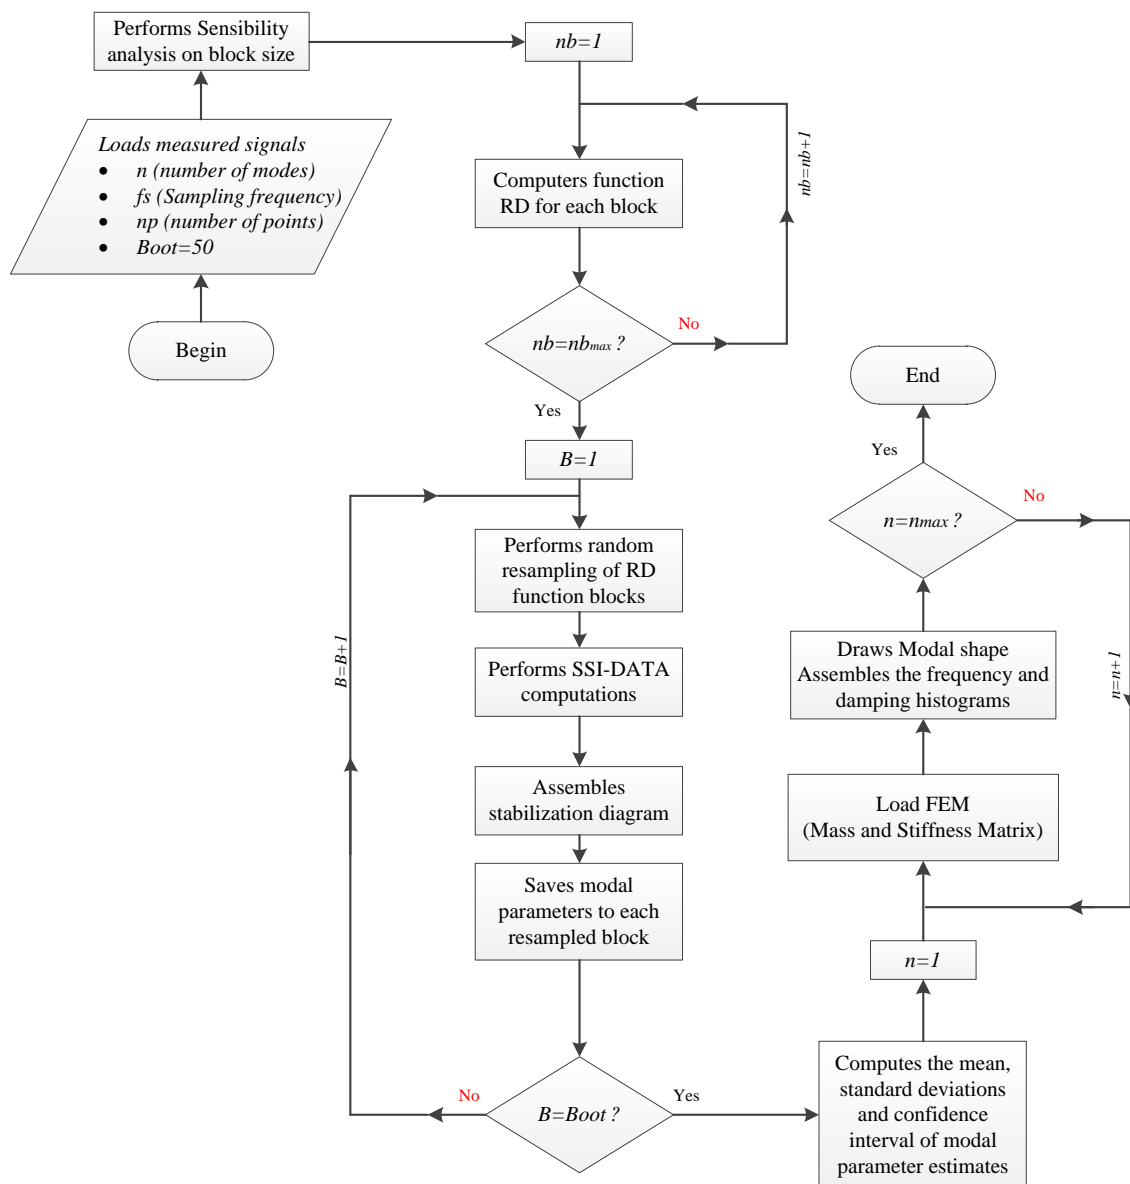 Performs Sensibility
analysis on block size
nb=1
Loads measured signals
• n (number of modes)
• fs (Sampling frequency)
• np (number of points)
• Boot=50
Begin
Computers function
RD for each block
nb=nb+1
nb=nbmax ?
No
Yes
B=1
Performs random
resampling of RD
function blocks
Performs SSI-DATA
computations
Assembles
stabilization diagram
Saves modal
parameters to each
resampled block
B=B+1
B=Boot ?
No
Yes
Computes the mean,
standard deviations
and confidence
interval of modal
parameter estimates
n=1
Load FEM
(Mass and Stiffness Matrix)
Draws Modal shape
Assembles the frequency and
damping histograms
n=nmax ?
No
n=n+1
Yes
End